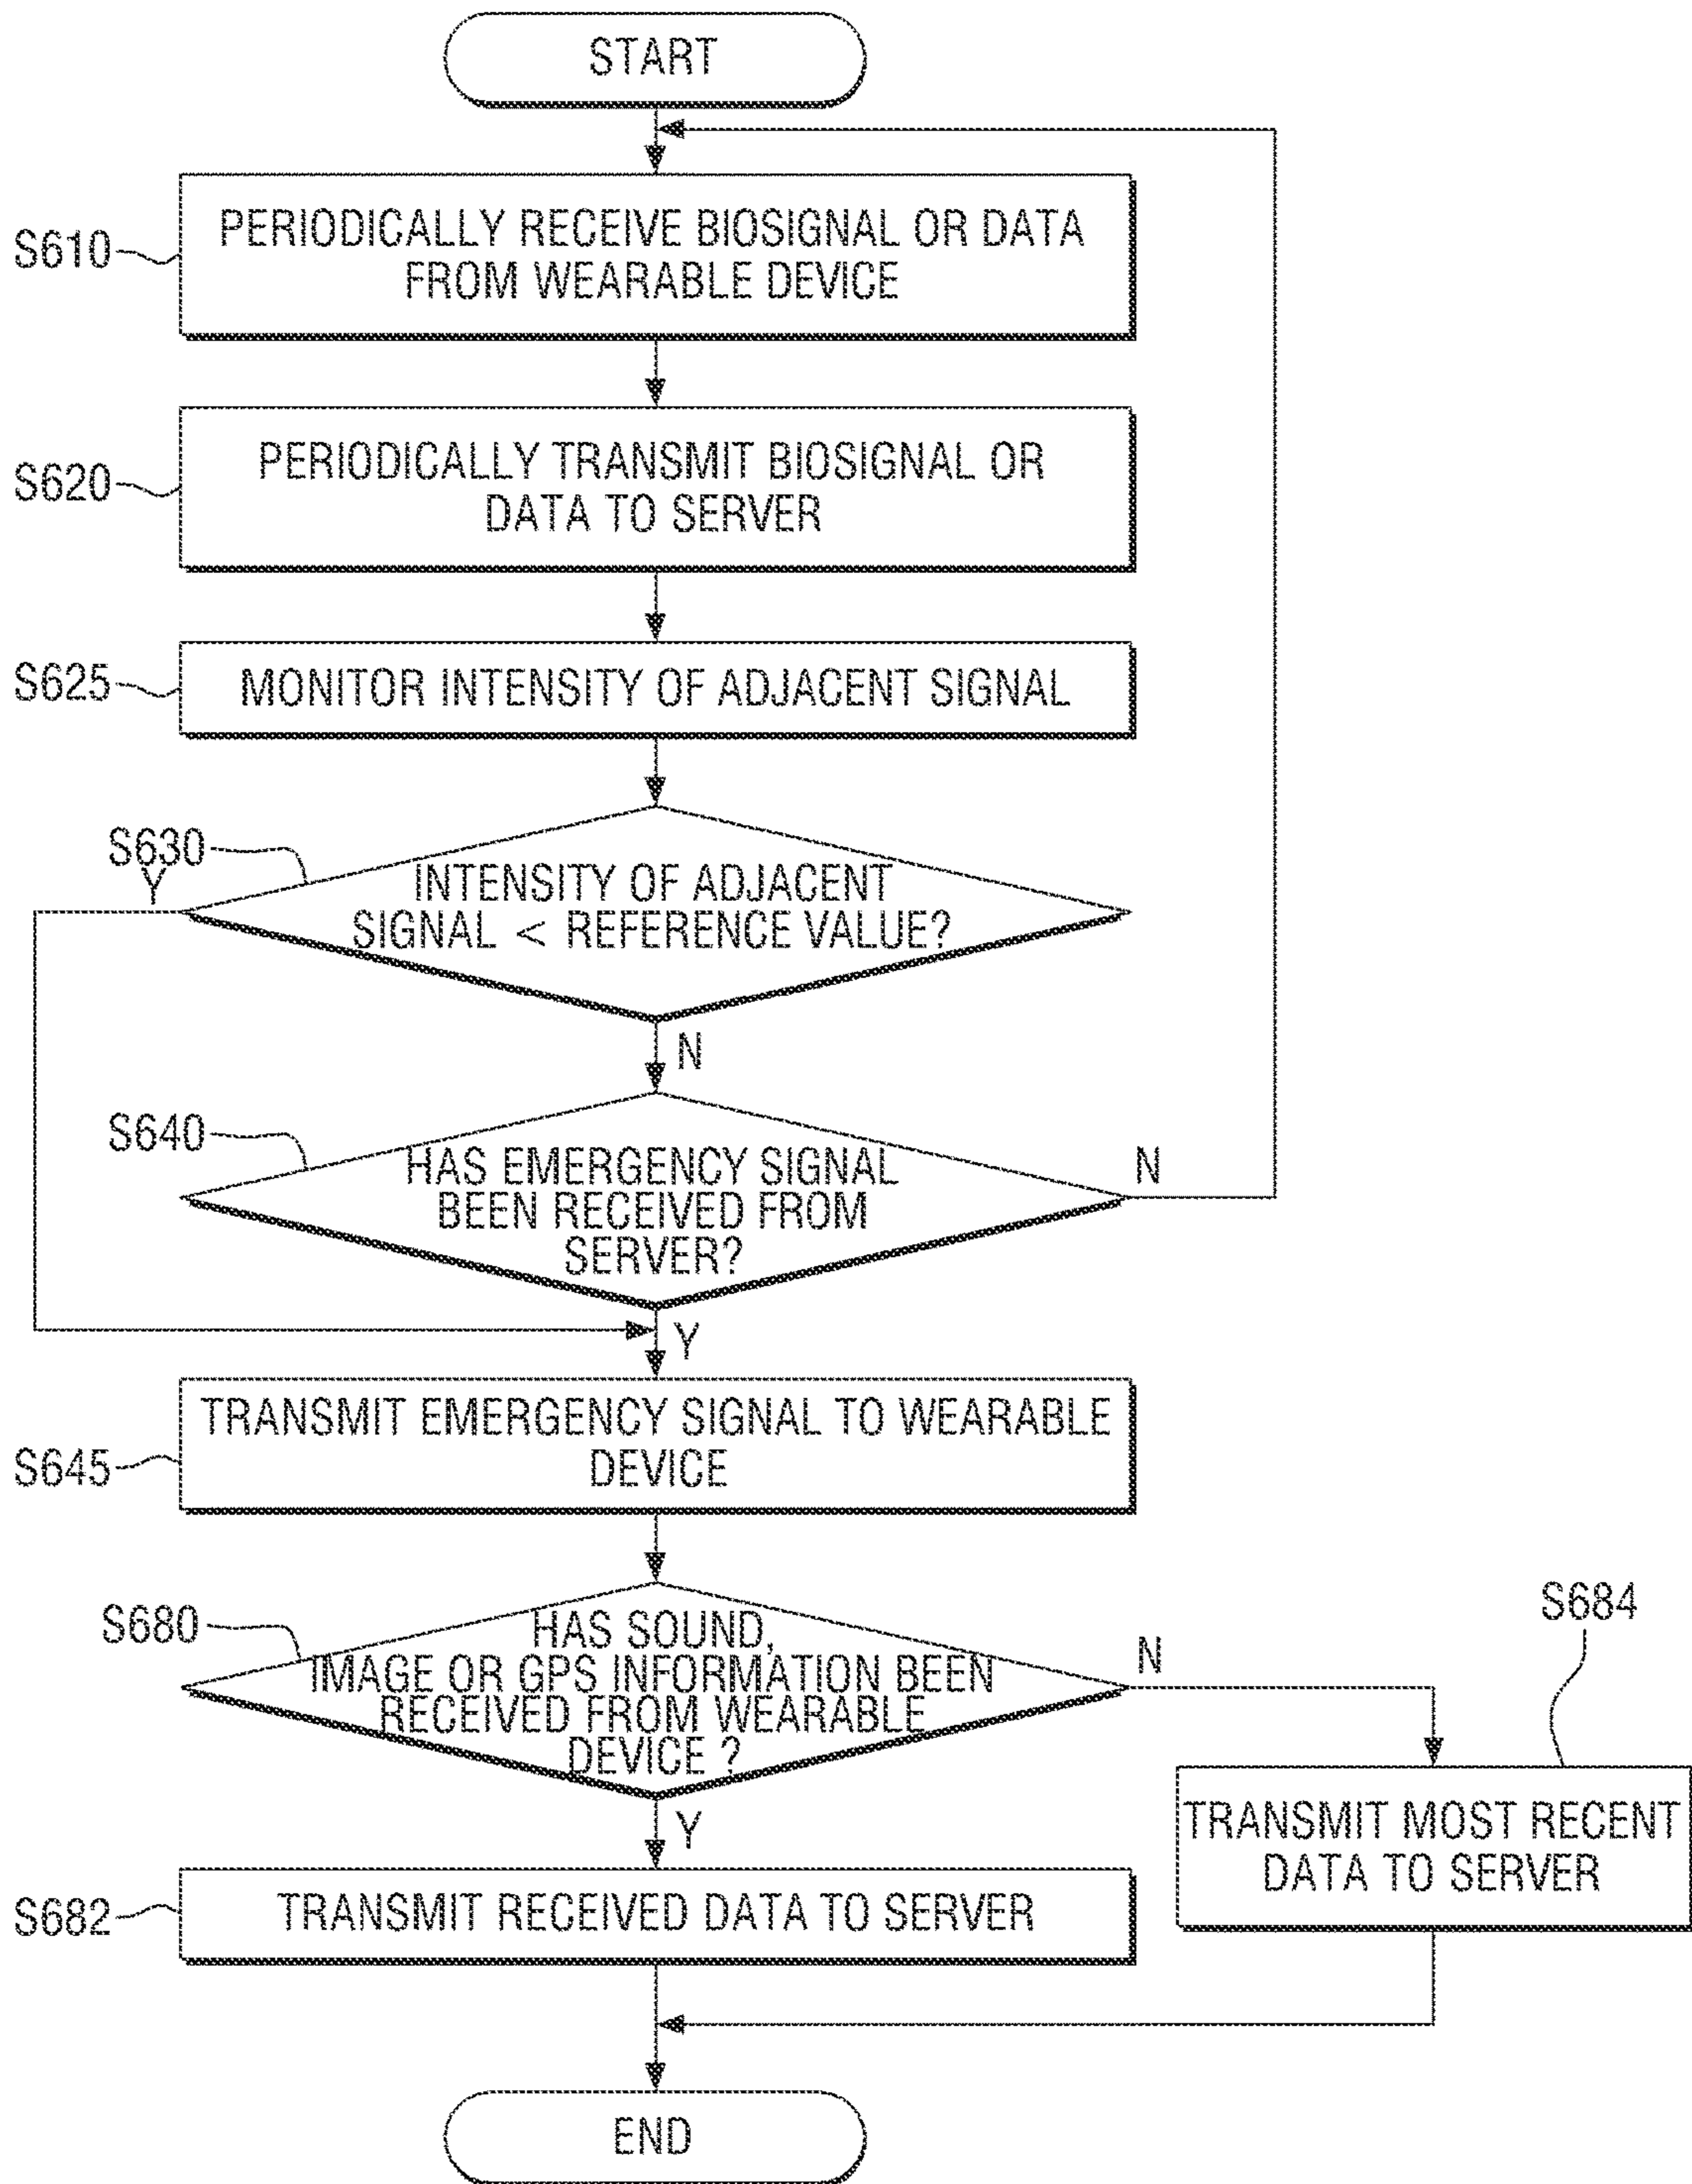 START
S610
PERIODICALLY RECEIVE BIOSIGNAL OR DATA
FROM WEARABLE DEVICE
S620
PERIODICALLY TRANSMIT BIOSIGNAL OR
DATA TO SERVER
S625
MONITOR INTENSITY OF ADJACENT SIGNAL
S630
Y
INTENSITY OF ADJACENT
SIGNAL < REFERENCE VALUE?
N
S640
HAS EMERGENCY SIGNAL
BEEN RECEIVED FROM
SERVER?
N
Y
S645
TRANSMIT EMERGENCY SIGNAL TO WEARABLE
DEVICE
S680
HAS SOUND,
IMAGE OR GPS INFORMATION BEEN
RECEIVED FROM WEARABLE
DEVICE ?
N
S684
Y
TRANSMIT MOST RECENT
DATA TO SERVER
S682
TRANSMIT RECEIVED DATA TO SERVER
END